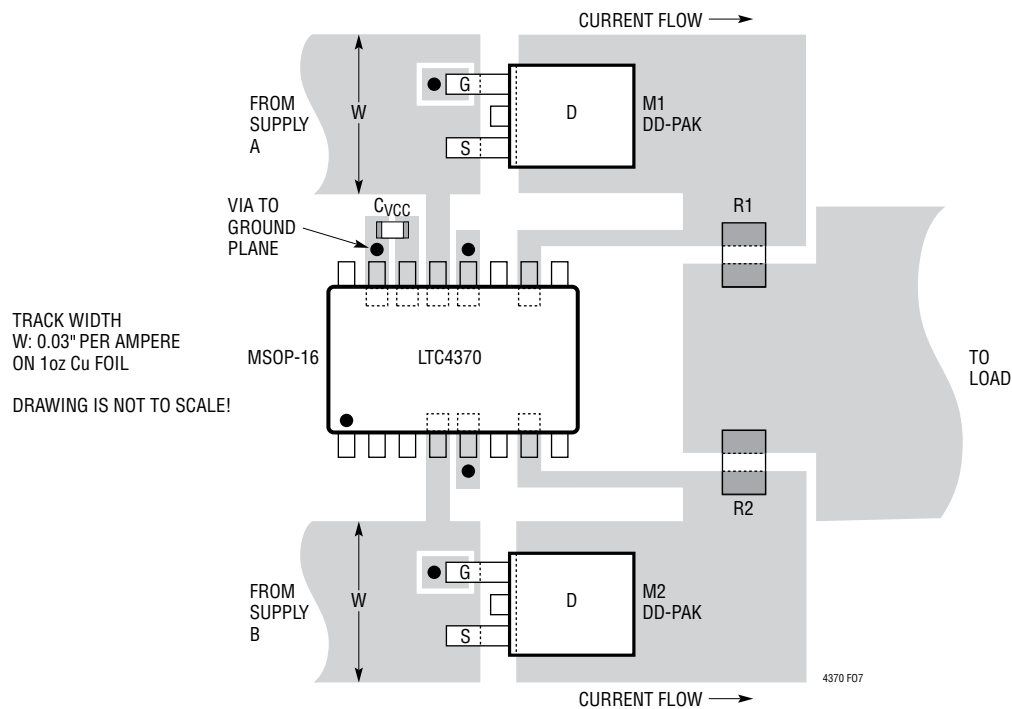 CURRENT FLOW
FROM
SUPPLY
A
W
G
D
S
M1
DD-PAK
VIA TO
GROUND
PLANE
CVCC
R1
TRACK WIDTH
W: 0.03" PER AMPERE
ON 1oz Cu FOIL
DRAWING IS NOT TO SCALE!
MSOP-16
LTC4370
TO
LOAD
R2
FROM
SUPPLY
B
W
G
D
S
M2
DD-PAK
4370 F07
CURRENT FLOW